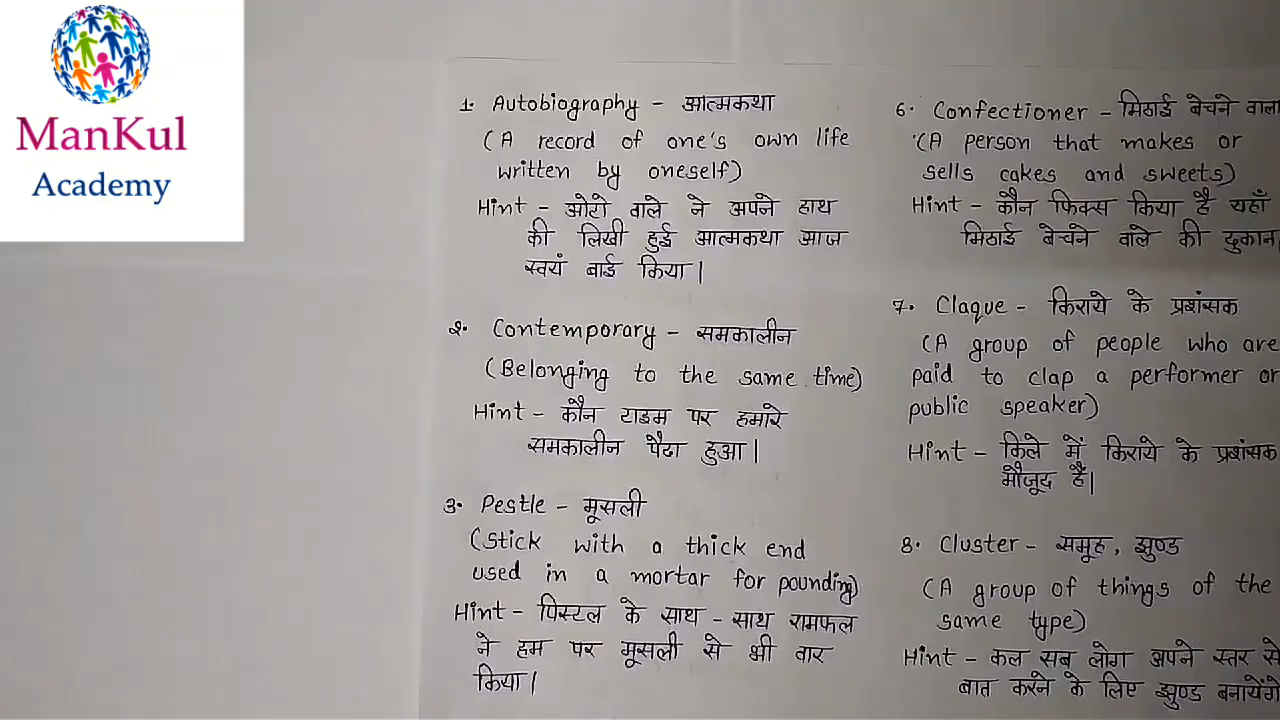 ManKul
Academy
1. Autobiography - आत्मकथा
(A record of one's own life
written by oneself)
Hint - ओटो वाले ने अपने हाथ
की लिखी हुई आत्मकथा आज
स्वयं बाई किया।
२. Contemporary - समकालीन
(Belonging to the same time)
Hint - कौन टाइम पर हमारे
समकालीन पैदा हुआ।
3. Pestle - मूसली
(Stick with a thick end
used in a mortar for pounding)
Hint - पिस्टल के साथ - साथ रामफल
ने हम पर मूसली से भी वार
किया।
6. Confectioner - मिठाई बेचने वाला
(A person that makes or
sells cakes and sweets)
Hint - कौन फिक्स किया है यहाँ
मिठाई बेचने वाले की दुकान
7. Claque - किराये के प्रशंसक
(A group of people who are
paid to clap a performer or
public speaker)
Hint - किले में किराये के प्रशंसक
मौजूद है।
8. Cluster - समूह, झुण्ड
(A group of things of the
same type)
Hint - कल सब लोग अपने स्तर से
बात करने के लिए झुण्ड बनायेंगे